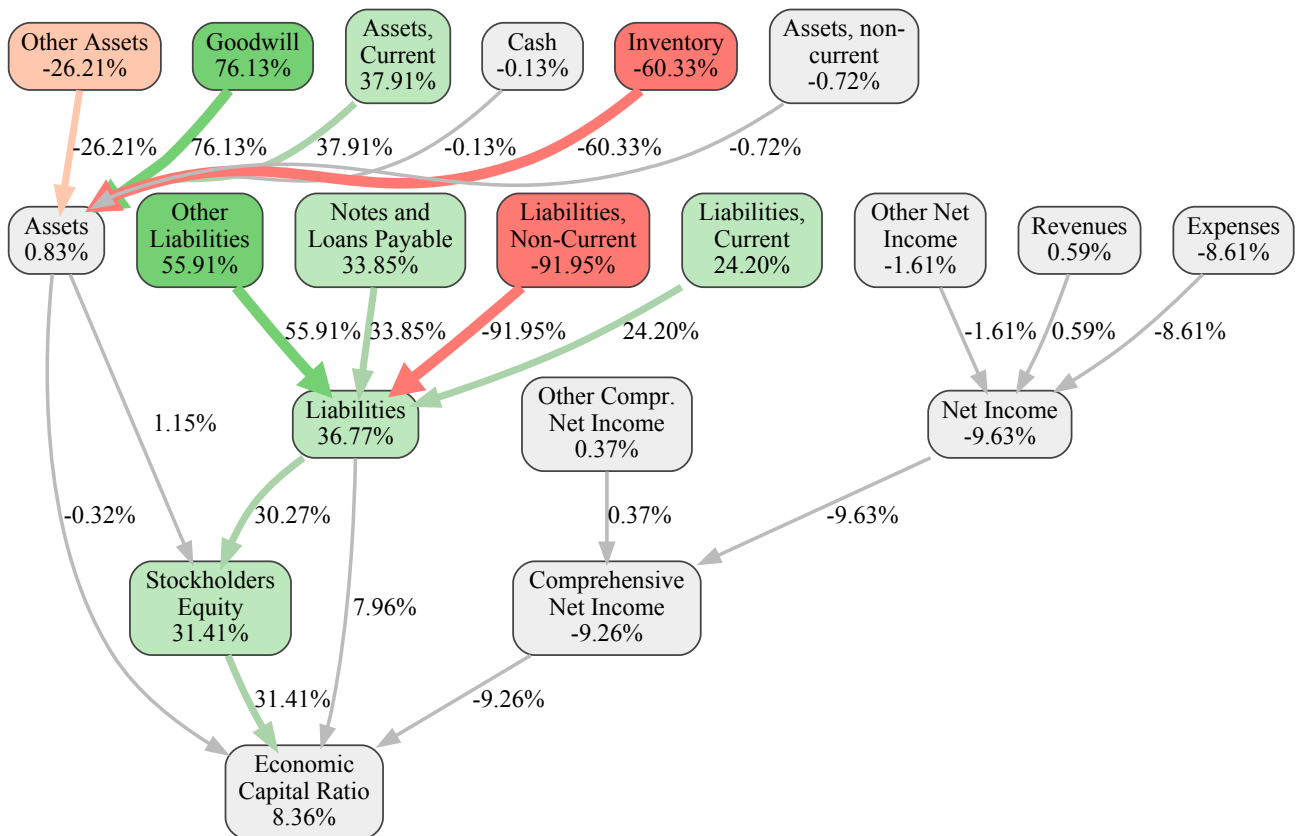 Other Assets
-26.21%
Goodwill
76.13%
Assets,
Current
37.91%
Cash
-0.13%
Inventory
-60.33%
Assets, non-
current
-0.72%
-26.21%
76.13%
37.91%
-0.13%
-60.33%
-0.72%
Assets
0.83%
Other
Liabilities
55.91%
Notes and
Loans Payable
33.85%
Liabilities,
Non-Current
-91.95%
Liabilities,
Current
24.20%
Other Net
Income
-1.61%
Revenues
0.59%
Expenses
-8.61%
55.91%
33.85%
-91.95%
24.20%
-1.61%
0.59%
-8.61%
1.15%
Liabilities
36.77%
Other Compr.
Net Income
0.37%
Net Income
-9.63%
-0.32%
30.27%
0.37%
-9.63%
Stockholders
Equity
31.41%
7.96%
Comprehensive
Net Income
-9.26%
31.41%
-9.26%
Economic
Capital Ratio
8.36%